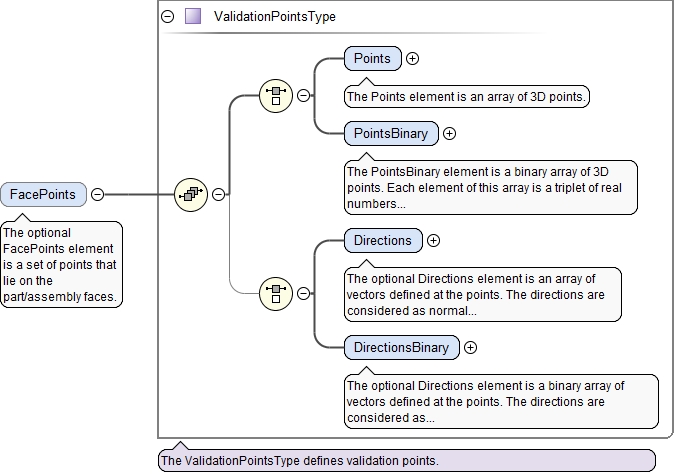 ValidationPointsType
Points
The Points element is an array of 3D points.
PointsBinary
The PointsBinary element is a binary array of 3D
points. Each element of this array is a triplet of real
numbers...
FacePoints
The optional
FacePoints element
is a set of points that
lie on the
part/assembly faces.
Directions
The optional Directions element is an array of
vectors defined at the points. The directions are
considered as normal...
DirectionsBinary
The optional Directions element is a binary array of
vectors defined at the points. The directions are
considered as...
The ValidationPointsType defines validation points.